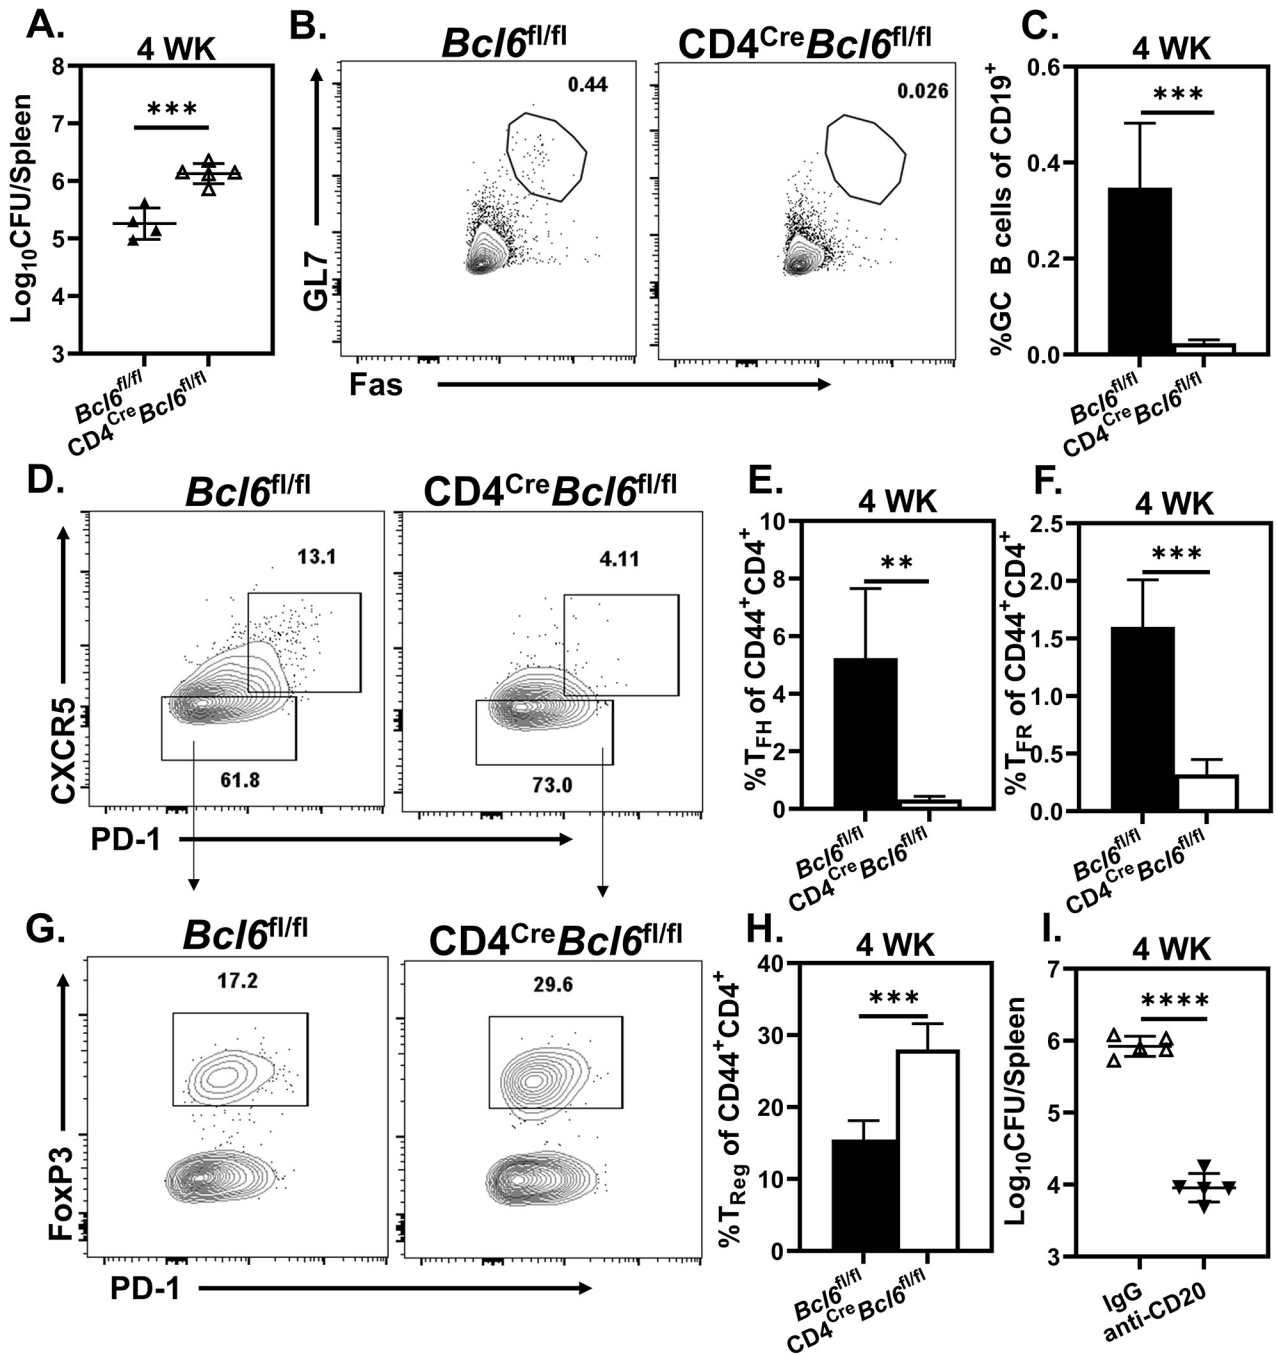 A.
4 WK
***
Log10CFU/Spleen
8
7
6
5
4
3
Bcl6fl/fl
CD4CreBcl6fl/fl
B.
Bcl6fl/fl
CD4CreBcl6fl/fl
0.44
0.026
GL7
Fas
C.
4 WK
***
%GC B cells of CD19+
0.6
0.4
0.2
0.0
Bcl6fl/fl
CD4CreBcl6fl/fl
D.
Bcl6fl/fl
CD4CreBcl6fl/fl
13.1
4.11
61.8
73.0
CXCR5
PD-1
E.
4 WK
**
%TFH of CD44+CD4+
10
8
6
4
2
0
Bcl6fl/fl
CD4CreBcl6fl/fl
F.
4 WK
***
%TFR of CD44+CD4+
2.5
2.0
1.5
1.0
0.5
0.0
Bcl6fl/fl
CD4CreBcl6fl/fl
G.
Bcl6fl/fl
CD4CreBcl6fl/fl
17.2
29.6
FoxP3
PD-1
H.
4 WK
***
%TReg of CD44+CD4+
40
30
20
10
0
Bcl6fl/fl
CD4CreBcl6fl/fl
I.
4 WK
****
Log10CFU/Spleen
7
6
5
4
3
IgG
anti-CD20